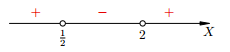 + − +
1/2 2 X